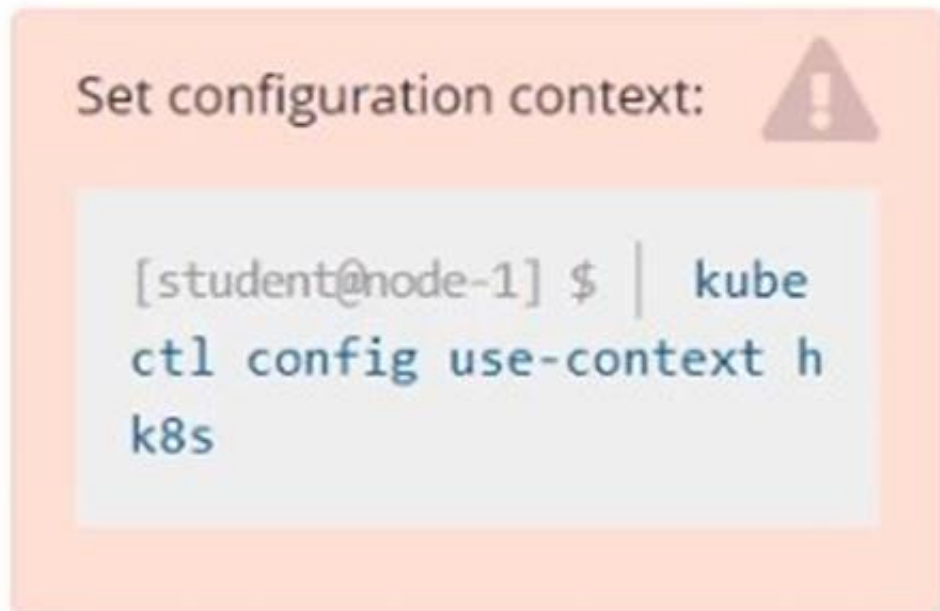 Set configuration context:
[student@node-1] $ | kube
ctl config use-context h
k8s